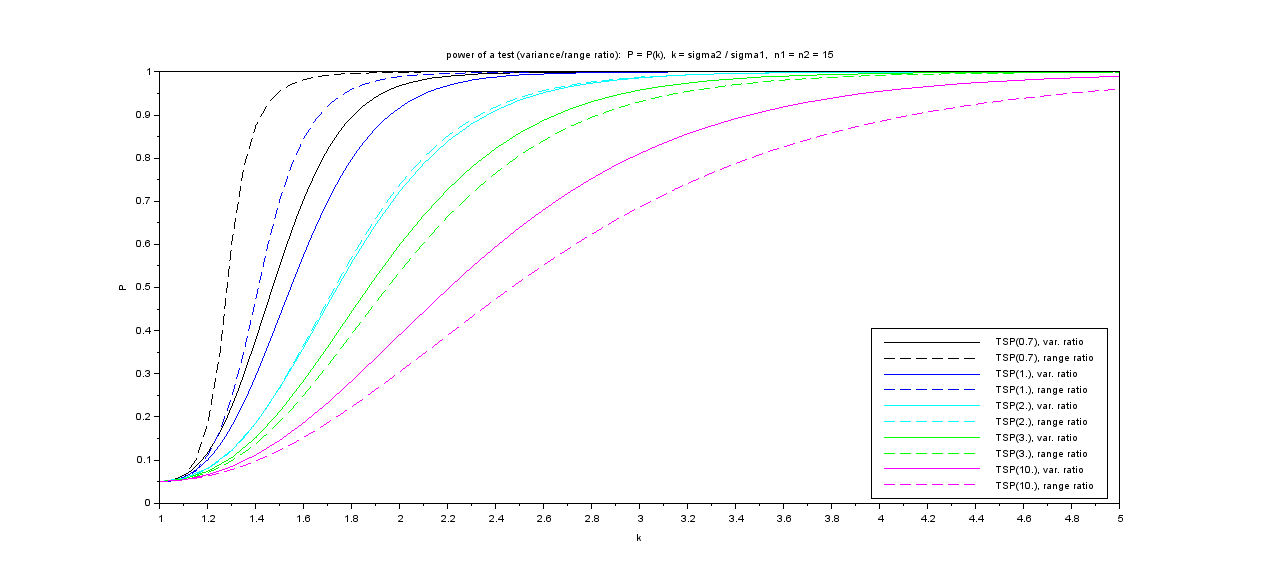 power of a test (variance/range ratio): P = P(k), k = sigma2 / sigma1, n1 = n2 = 15
1
0.9
0.8
0.7
0.6
0.5
0.4
0.3
0.2
0.1
0
P
TSP(0.7), var. ratio
TSP(0.7), range ratio
TSP(1.), var. ratio
TSP(1.), range ratio
TSP(2.), var. ratio
TSP(2.), range ratio
TSP(3.), var. ratio
TSP(3.), range ratio
TSP(10.), var. ratio
TSP(10.), range ratio
1 1.2 1.4 1.6 1.8 2 2.2 2.4 2.6 2.8 3 3.2 3.4 3.6 3.8 4 4.2 4.4 4.6 4.8 5
k